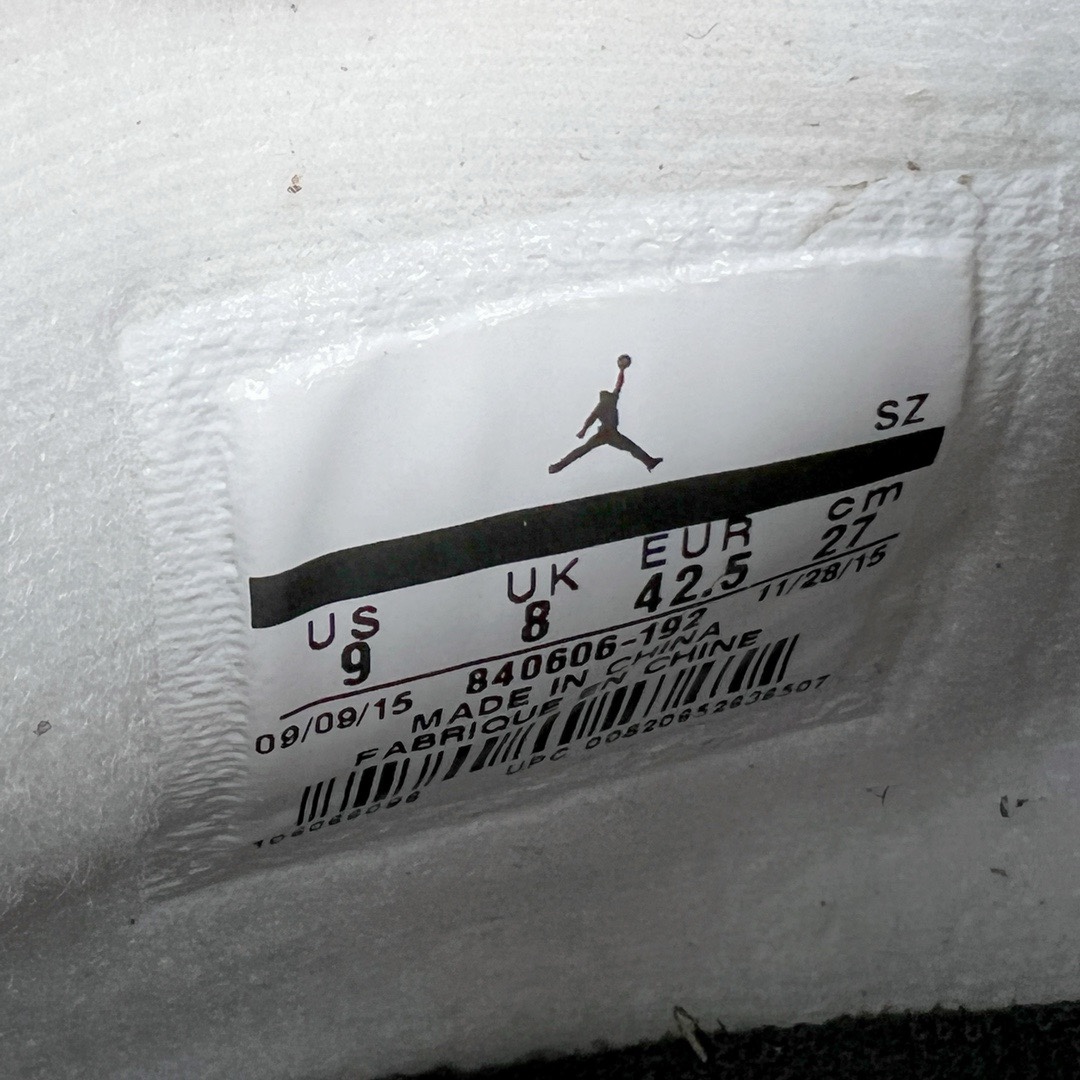 SZ
US UK EUR cm
9 8 42.5 27
09/09/15 840606-192 11/28/15
MADE IN CHINA
FABRIQUE EN CHINE
UPC